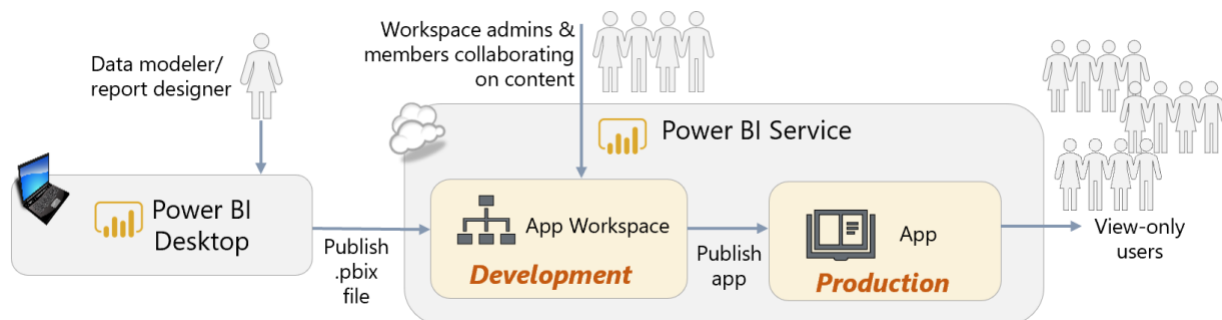 Data modeler/
report designer
Workspace admins &
members collaborating
on content
Power BI Service
Power BI
Desktop
Publish
.pbix
file
App Workspace
Development
Publish
app
App
Production
View-only
users